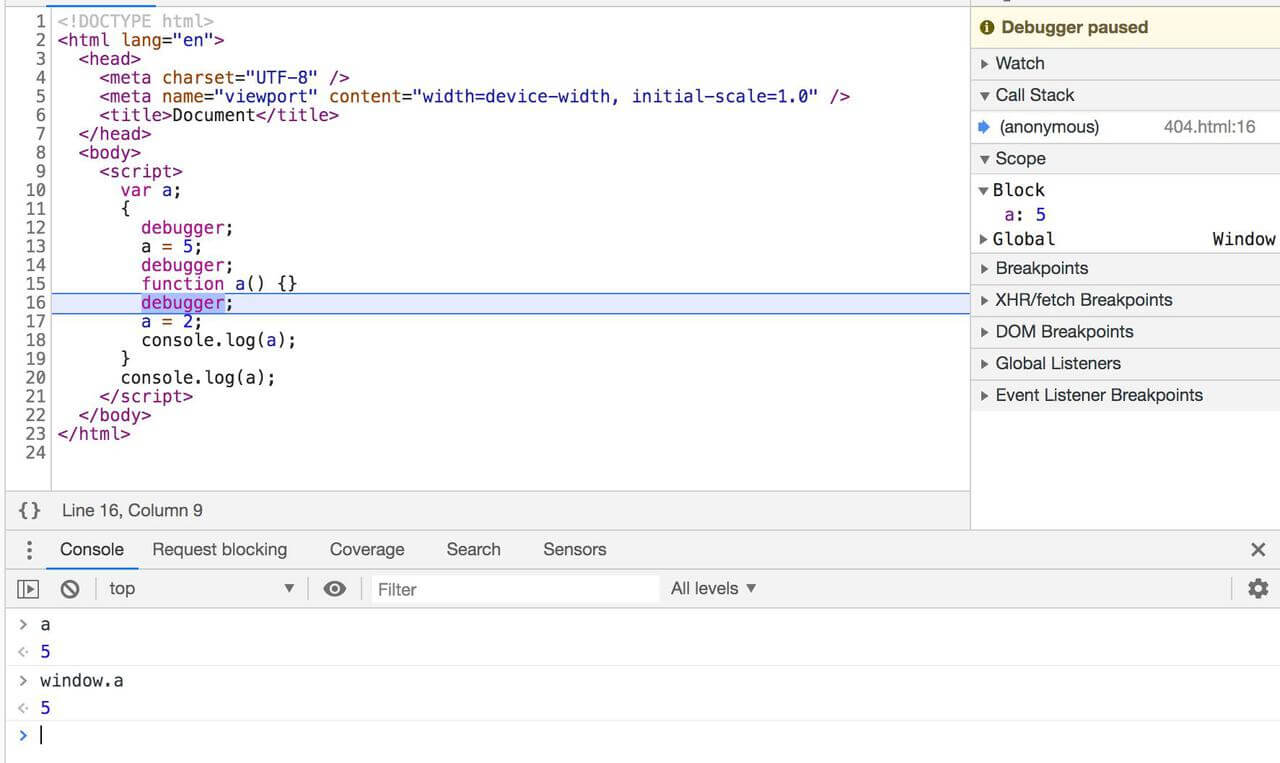 1 <!DOCTYPE html>
2 <html lang="en">
3   <head>
4     <meta charset="UTF-8" />
5     <meta name="viewport" content="width=device-width, initial-scale=1.0" />
6     <title>Document</title>
7   </head>
8   <body>
9     <script>
10       var a;
11       {
12         debugger;
13         a = 5;
14         debugger;
15         function a() {}
16         debugger;
17         a = 2;
18         console.log(a);
19       }
20       console.log(a);
21     </script>
22   </body>
23 </html>
24
{} Line 16, Column 9
Debugger paused
Watch
Call Stack
(anonymous) 404.html:16
Scope
Block
a: 5
Global Window
Breakpoints
XHR/fetch Breakpoints
DOM Breakpoints
Global Listeners
Event Listener Breakpoints
Console Request blocking Coverage Search Sensors
top Filter All levels
> a
5
> window.a
5
>